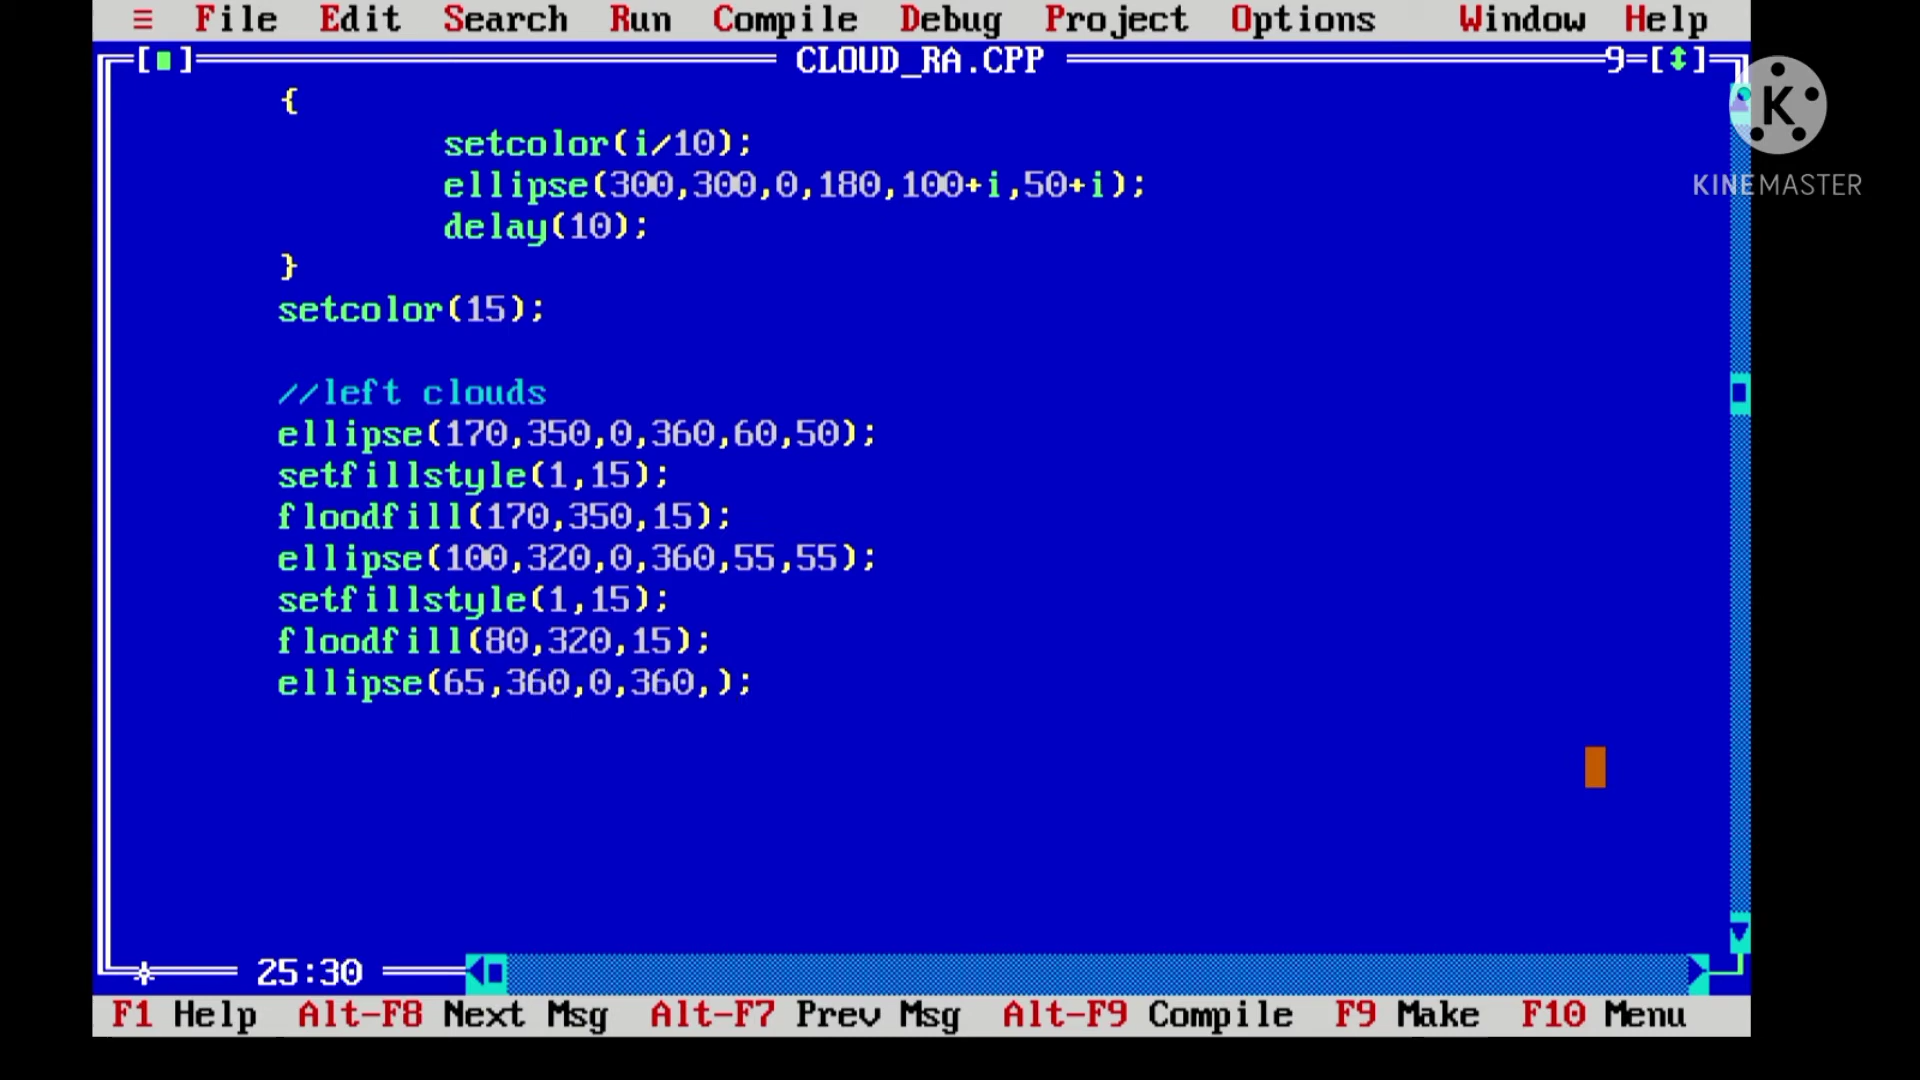 ≡ File Edit Search Run Compile Debug Project Options Window Help
[■] CLOUD_RA.CPP 9=[↕]
K
KINEMASTER
{
setcolor(i/10);
ellipse(300,300,0,180,100+i,50+i);
delay(10);
}
setcolor(15);
//left clouds
ellipse(170,350,0,360,60,50);
setfillstyle(1,15);
floodfill(170,350,15);
ellipse(100,320,0,360,55,55);
setfillstyle(1,15);
floodfill(80,320,15);
ellipse(65,360,0,360,);
25:30
F1 Help Alt-F8 Next Msg Alt-F7 Prev Msg Alt-F9 Compile F9 Make F10 Menu